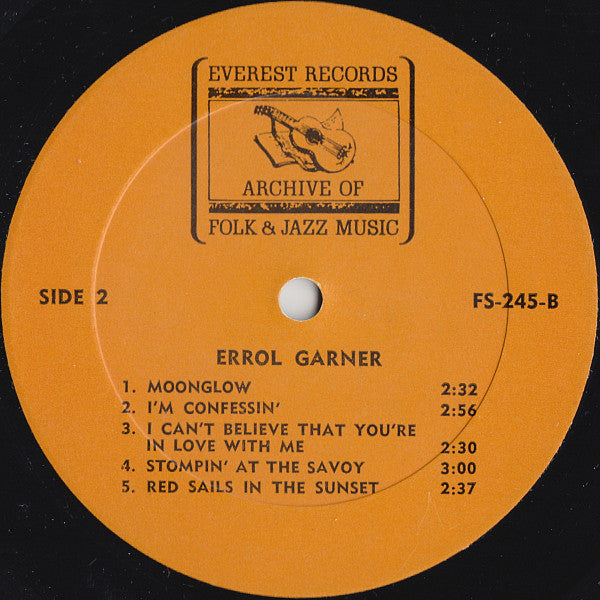 EVEREST RECORDS
ARCHIVE OF
FOLK & JAZZ MUSIC
SIDE 2 FS-245-B
ERROL GARNER
1. MOONGLOW 2:32
2. I'M CONFESSIN' 2:56
3. I CAN'T BELIEVE THAT YOU'RE
IN LOVE WITH ME 2:30
4. STOMPIN' AT THE SAVOY 3:00
5. RED SAILS IN THE SUNSET 2:37